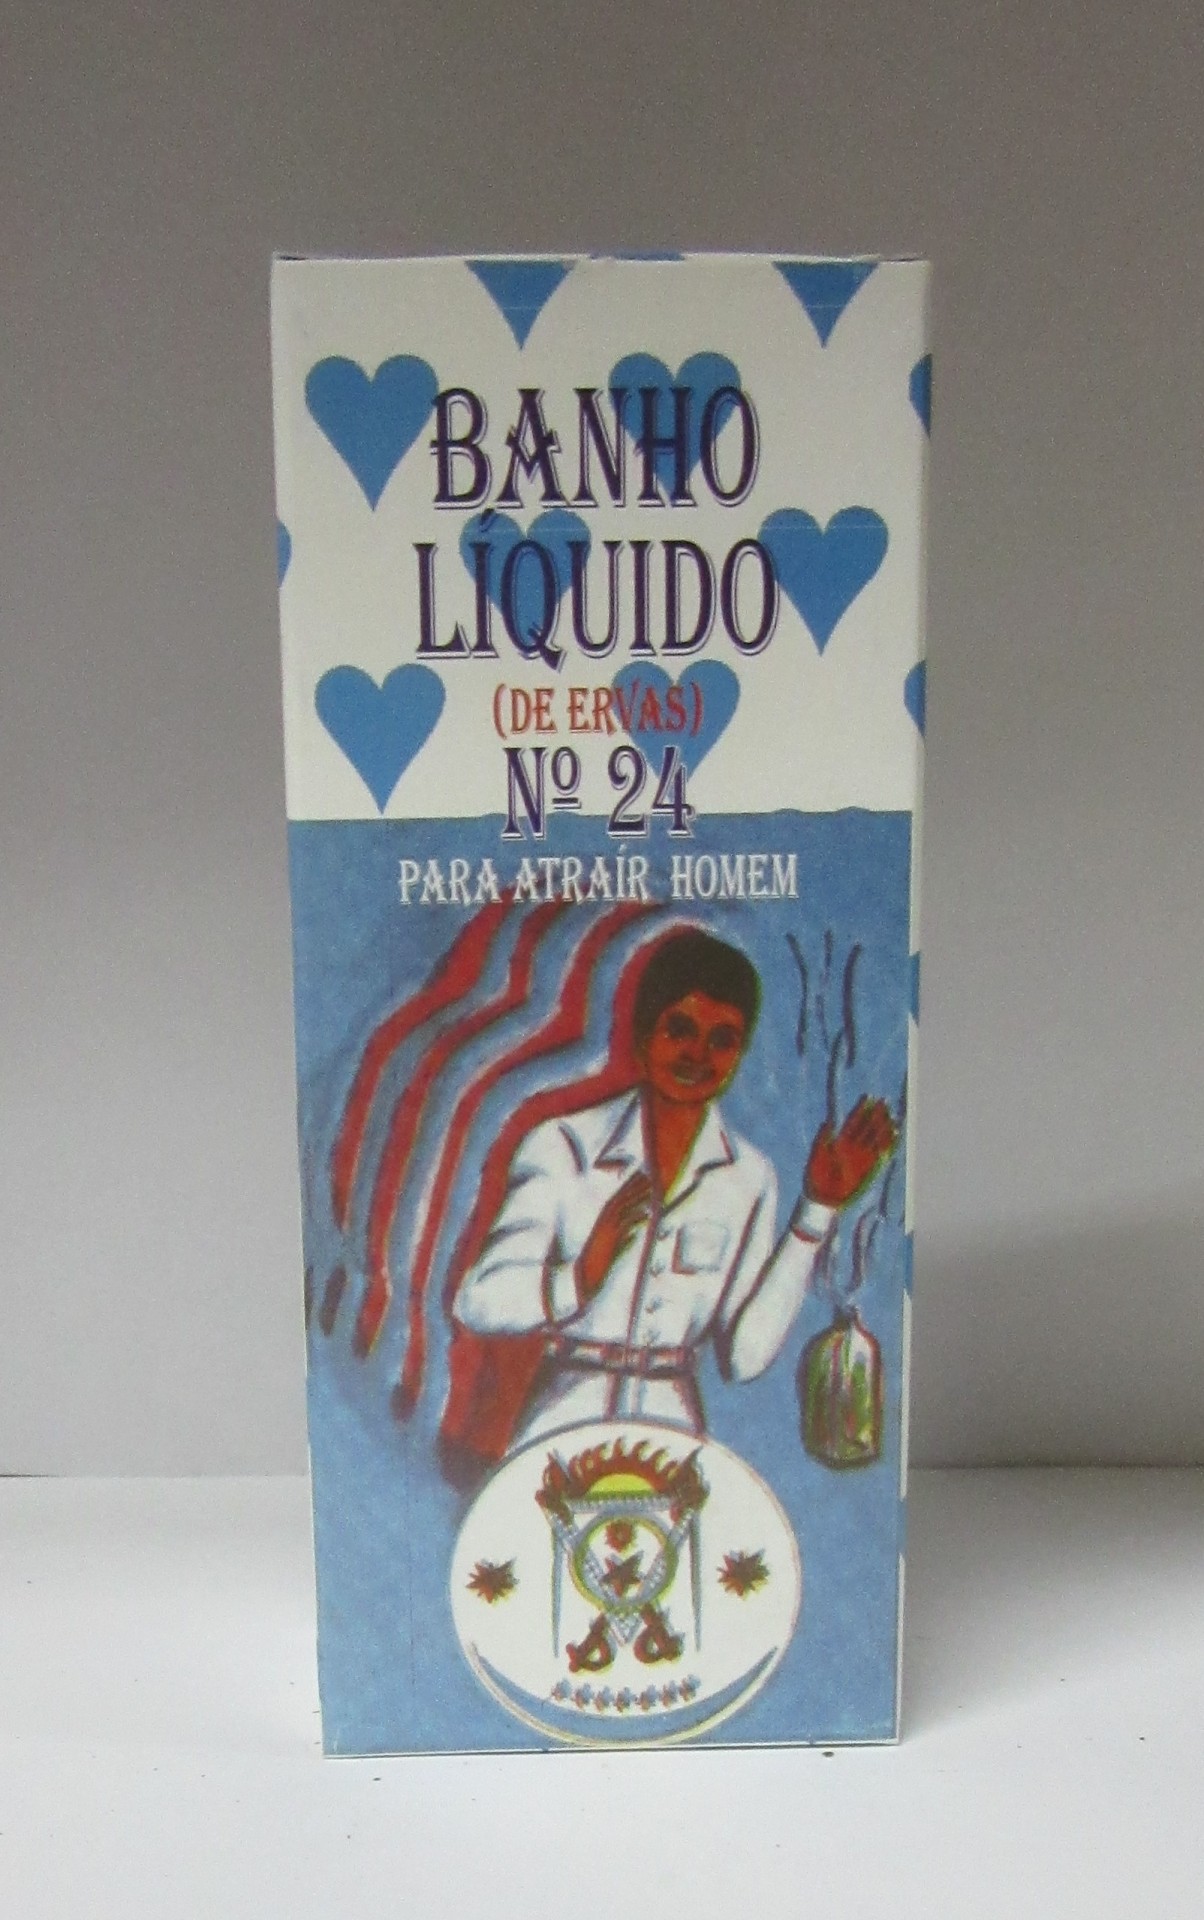 BANHO
LÍQUIDO
(DE ERVAS)
Nº 24
PARA ATRAÍR HOMEM